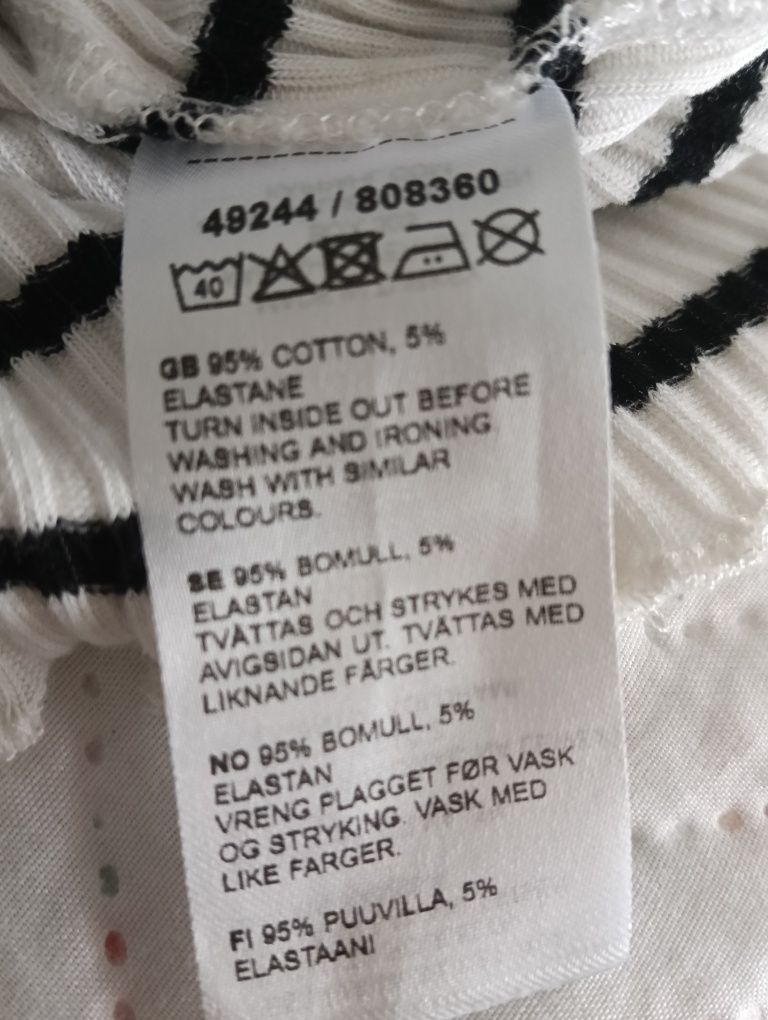 49244 / 808360
40
GB 95% COTTON, 5%
ELASTANE
TURN INSIDE OUT BEFORE
WASHING AND IRONING
WASH WITH SIMILAR
COLOURS.
SE 95% BOMULL, 5%
ELASTAN
TVÄTTAS OCH STRYKES MED
AVIGSIDAN UT. TVÄTTAS MED
LIKNANDE FÄRGER.
NO 95% BOMULL, 5%
ELASTAN
VRENG PLAGGET FØR VASK
OG STRYKING. VASK MED
LIKE FARGER.
FI 95% PUUVILLA, 5%
ELASTAANI